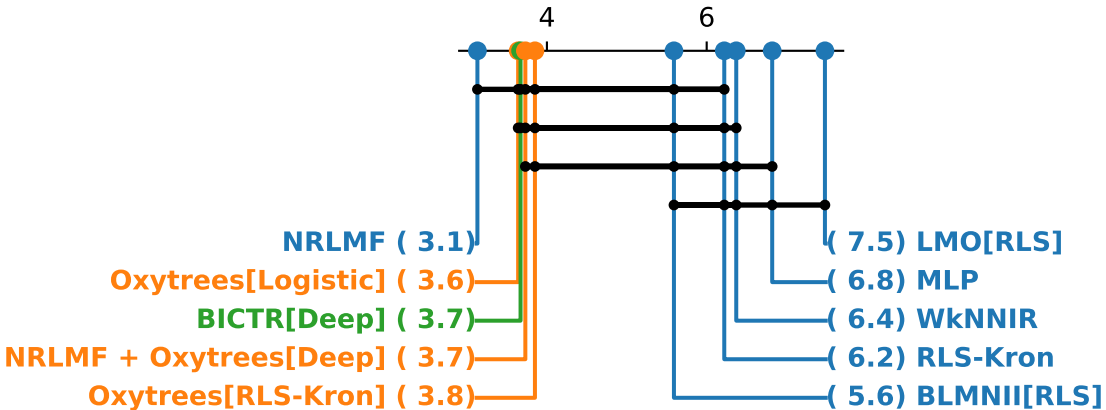 4 6
NRLMF ( 3.1) ( 7.5) LMO[RLS]
Oxytrees[Logistic] ( 3.6) ( 6.8) MLP
BICTR[Deep] ( 3.7) ( 6.4) WkNNIR
NRLMF + Oxytrees[Deep] ( 3.7) ( 6.2) RLS-Kron
Oxytrees[RLS-Kron] ( 3.8) ( 5.6) BLMNII[RLS]